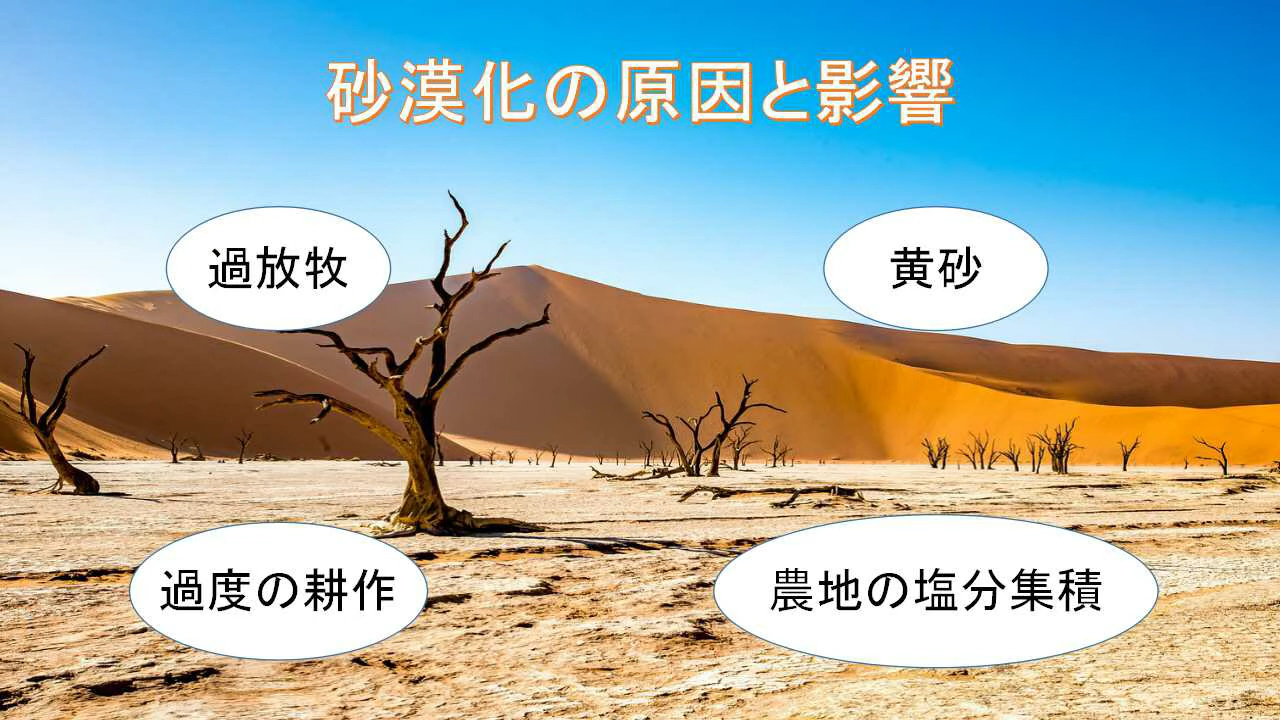 砂漠化の原因と影響
過放牧
黄砂
過度の耕作
農地の塩分集積